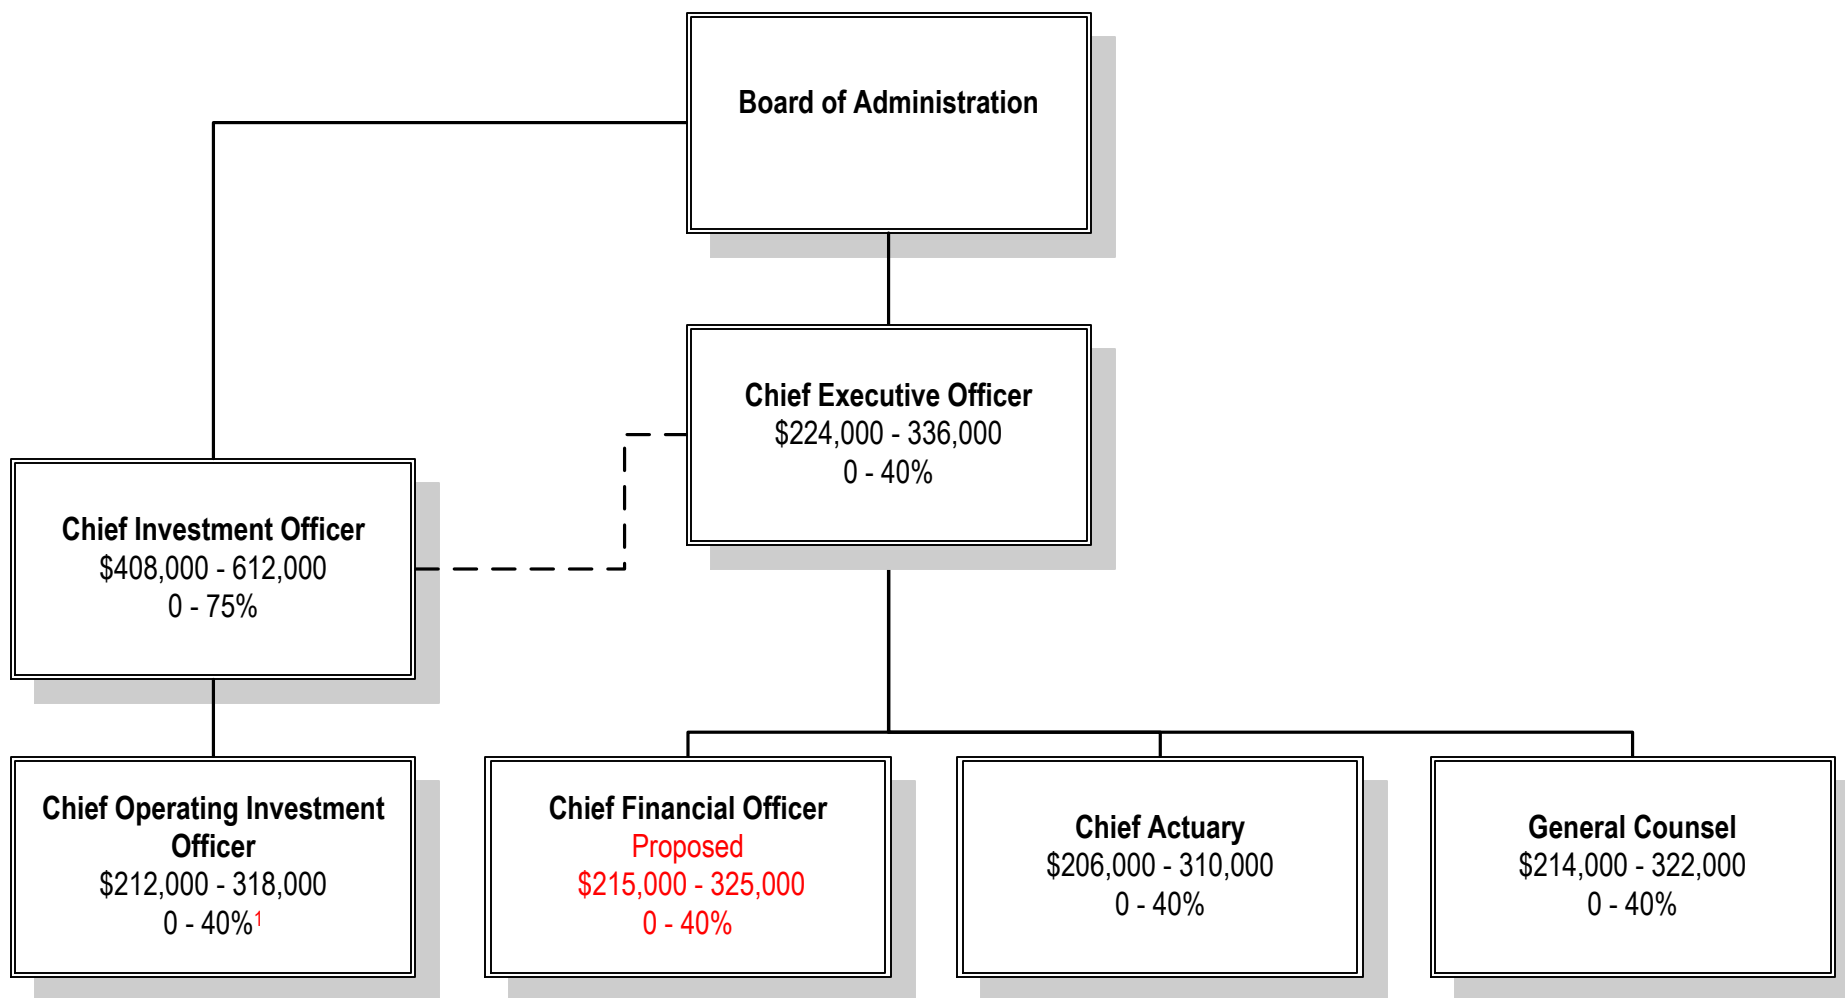 Board of Administration
Chief Executive Officer
$224,000 - 336,000
0 - 40%
Chief Investment Officer
$408,000 - 612,000
0 - 75%
Chief Operating Investment
Officer
$212,000 - 318,000
0 - 40%¹
Chief Financial Officer
Proposed
$215,000 - 325,000
0 - 40%
Chief Actuary
$206,000 - 310,000
0 - 40%
General Counsel
$214,000 - 322,000
0 - 40%